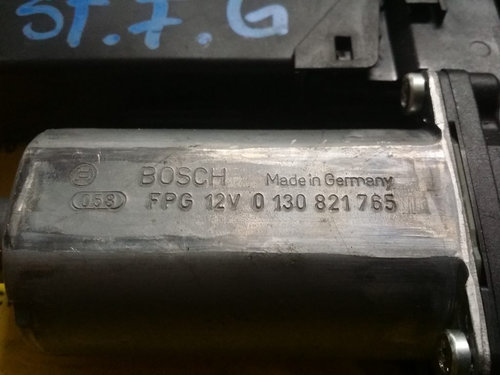 ST.7.G
BOSCH Made in Germany
058 FPG 12V 0 130 821 765